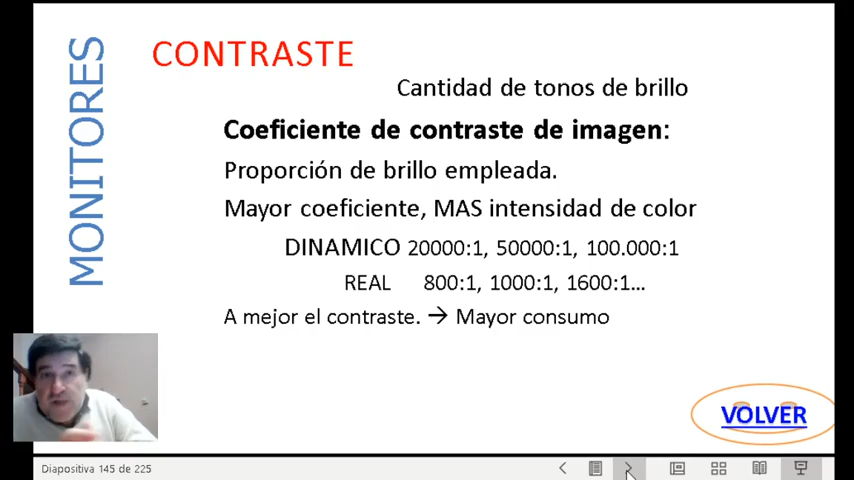 MONITORES
CONTRASTE
Cantidad de tonos de brillo
Coeficiente de contraste de imagen:
Proporción de brillo empleada.
Mayor coeficiente, MAS intensidad de color
DINAMICO 20000:1, 50000:1, 100.000:1
REAL 800:1, 1000:1, 1600:1...
A mejor el contraste. → Mayor consumo
VOLVER
Diapositiva 145 de 225